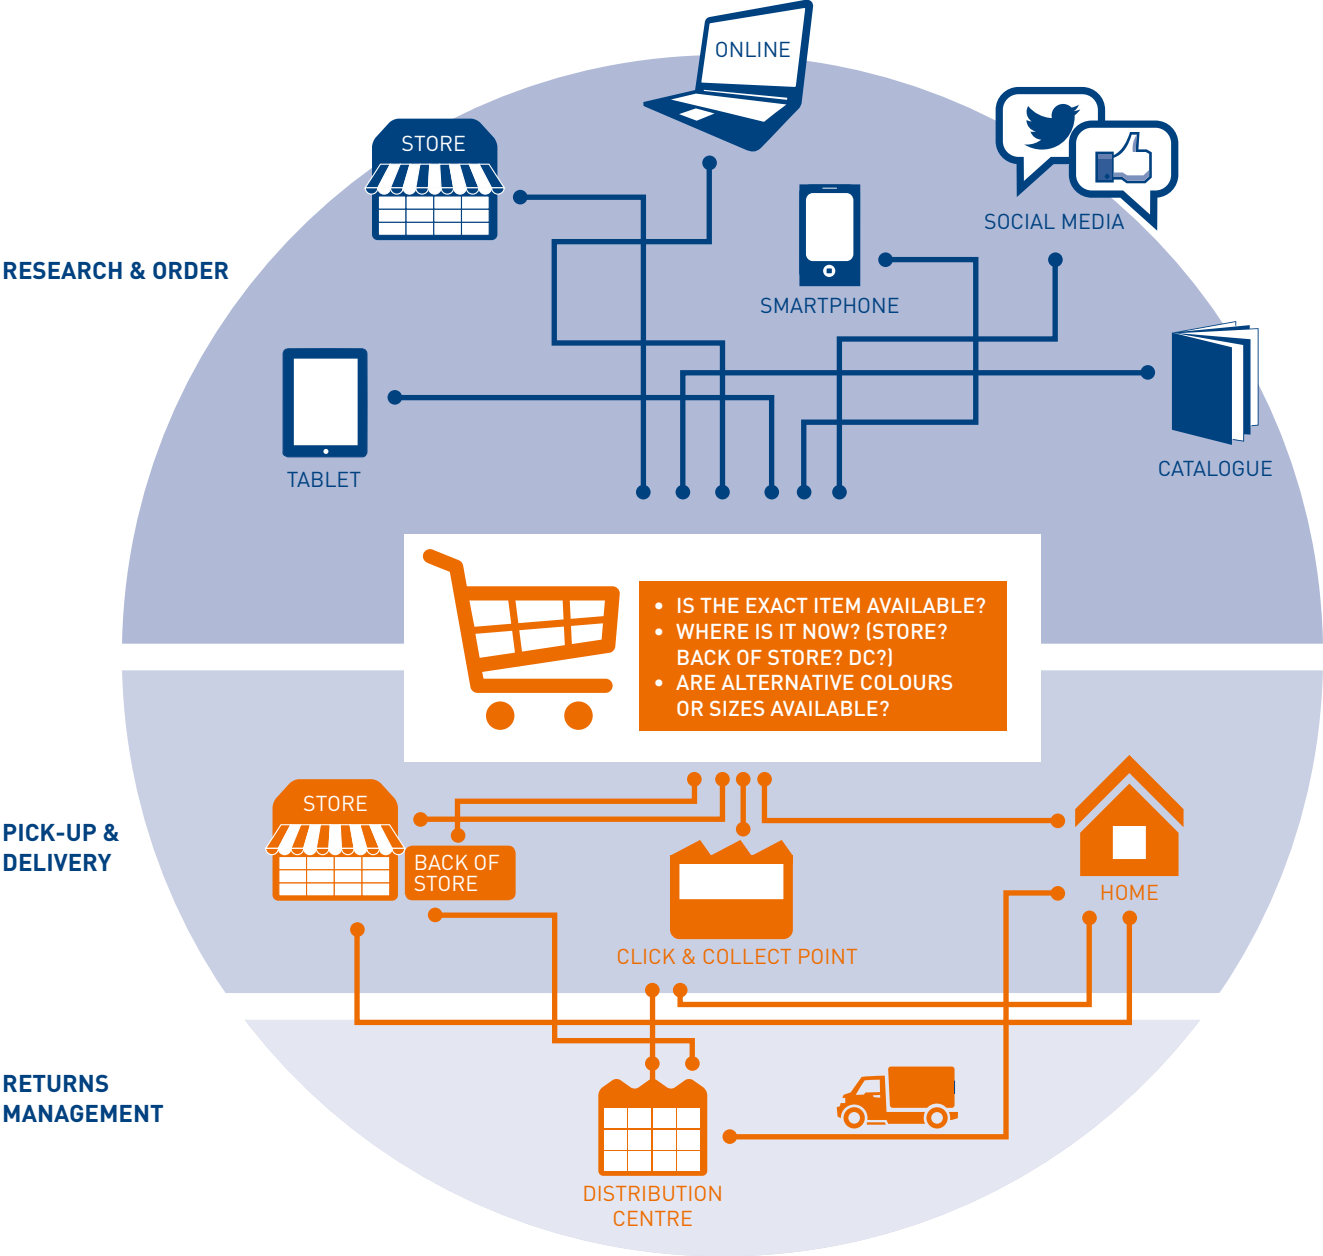 ONLINE
STORE
SOCIAL MEDIA
RESEARCH & ORDER
SMARTPHONE
TABLET
CATALOGUE
• IS THE EXACT ITEM AVAILABLE?
• WHERE IS IT NOW? (STORE?
BACK OF STORE? DC?)
• ARE ALTERNATIVE COLOURS
OR SIZES AVAILABLE?
STORE
PICK-UP &
DELIVERY
BACK OF
STORE
HOME
CLICK & COLLECT POINT
RETURNS
MANAGEMENT
DISTRIBUTION
CENTRE